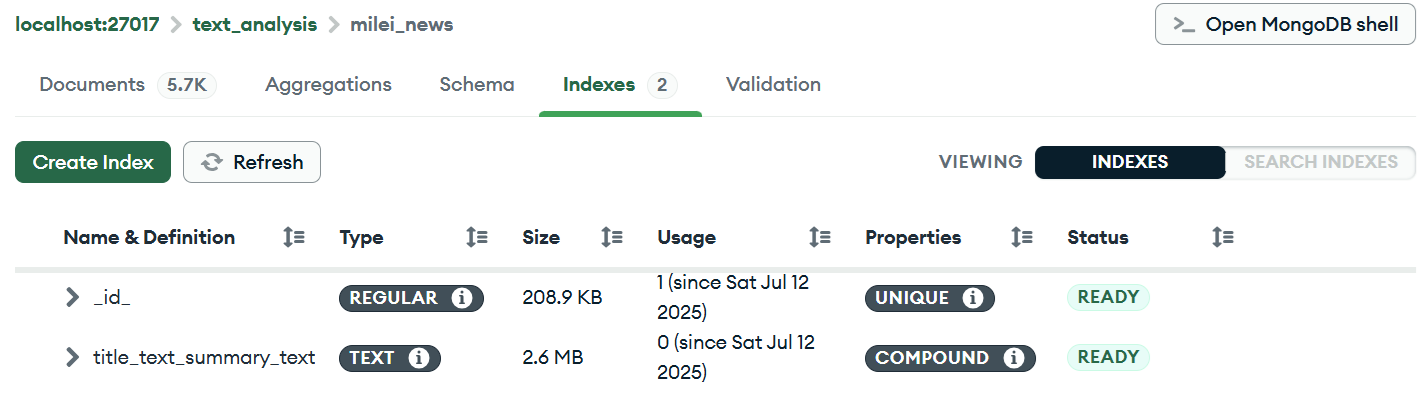 localhost:27017 > text_analysis > milei_news
>_ Open MongoDB shell
Documents 5.7K Aggregations Schema Indexes 2 Validation
Create Index Refresh VIEWING INDEXES SEARCH INDEXES
Name & Definition Type Size Usage Properties Status
_id_ REGULAR i 208.9 KB 1 (since Sat Jul 12 2025) UNIQUE i READY
title_text_summary_text TEXT i 2.6 MB 0 (since Sat Jul 12 2025) COMPOUND i READY